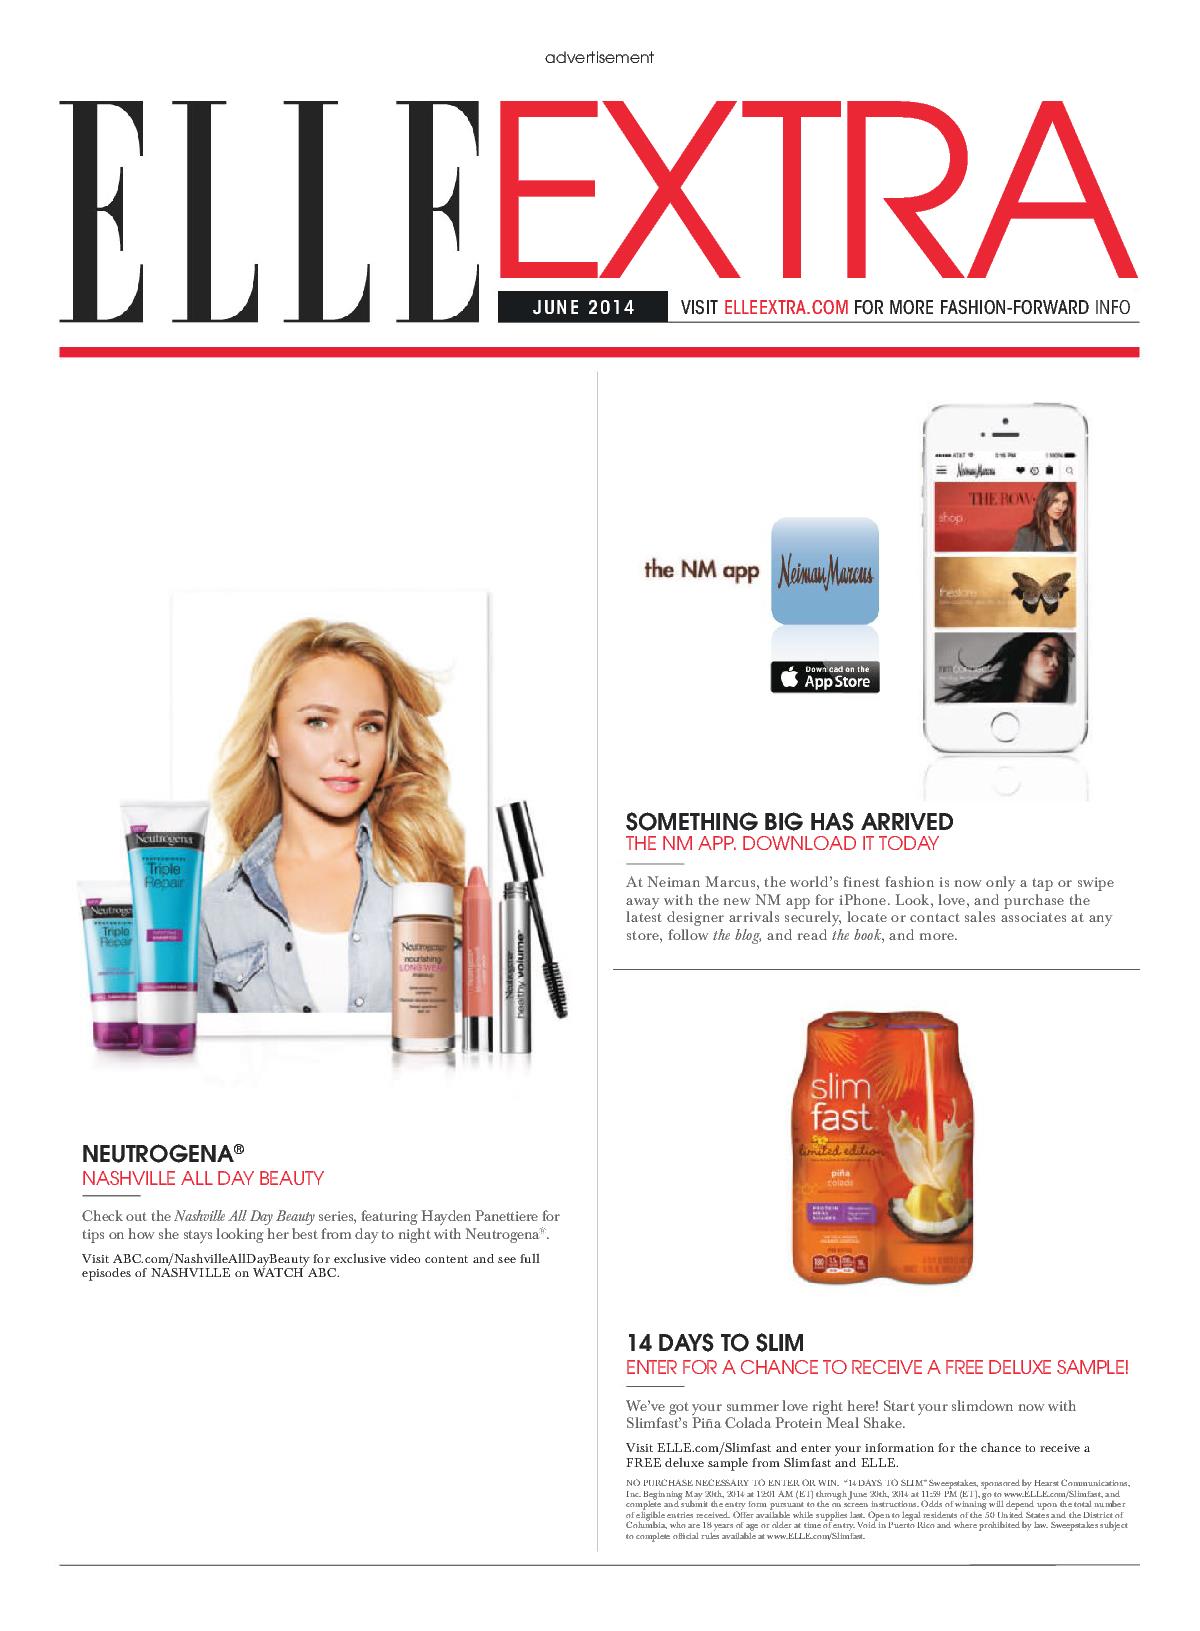 advertisement
ELLE EXTRA
JUNE 2014
VISIT ELLEEXTRA.COM FOR MORE FASHION-FORWARD INFO
Neutrogena
Triple
Repair
Neutrogena
Triple
Repair
Neutrogena
nourishing
LONG WEAR
makeup
Neutrogena
healthy volume
NEUTROGENA®
NASHVILLE ALL DAY BEAUTY
Check out the Nashville All Day Beauty series, featuring Hayden Panettiere for
tips on how she stays looking her best from day to night with Neutrogena®.
Visit ABC.com/NashvilleAllDayBeauty for exclusive video content and see full
episodes of NASHVILLE on WATCH ABC.
the NM app
Neiman Marcus
Download on the
App Store
AT&T 5:16 PM 100%
Neiman Marcus
THE ROW
shop
thestore
SOMETHING BIG HAS ARRIVED
THE NM APP. DOWNLOAD IT TODAY
At Neiman Marcus, the world's finest fashion is now only a tap or swipe
away with the new NM app for iPhone. Look, love, and purchase the
latest designer arrivals securely, locate or contact sales associates at any
store, follow the blog, and read the book, and more.
slim
fast
limited edition
piña
colada
PROTEIN
MEAL
SHAKES
180
14 DAYS TO SLIM
ENTER FOR A CHANCE TO RECEIVE A FREE DELUXE SAMPLE!
We've got your summer love right here! Start your slimdown now with
Slimfast's Piña Colada Protein Meal Shake.
Visit ELLE.com/Slimfast and enter your information for the chance to receive a
FREE deluxe sample from Slimfast and ELLE.
NO PURCHASE NECESSARY TO ENTER OR WIN. "14 DAYS TO SLIM" Sweepstakes, sponsored by Hearst Communications,
Inc. Beginning May 20th, 2014 at 12:01 AM (ET) through June 20th, 2014 at 11:59 PM (ET), go to www.ELLE.com/Slimfast, and
complete and submit the entry form pursuant to the on screen instructions. Odds of winning will depend upon the total number
of eligible entries received. Offer available while supplies last. Open to legal residents of the 50 United States and the District of
Columbia, who are 18 years of age or older at time of entry. Void in Puerto Rico and where prohibited by law. Sweepstakes subject
to complete official rules available at www.ELLE.com/Slimfast.